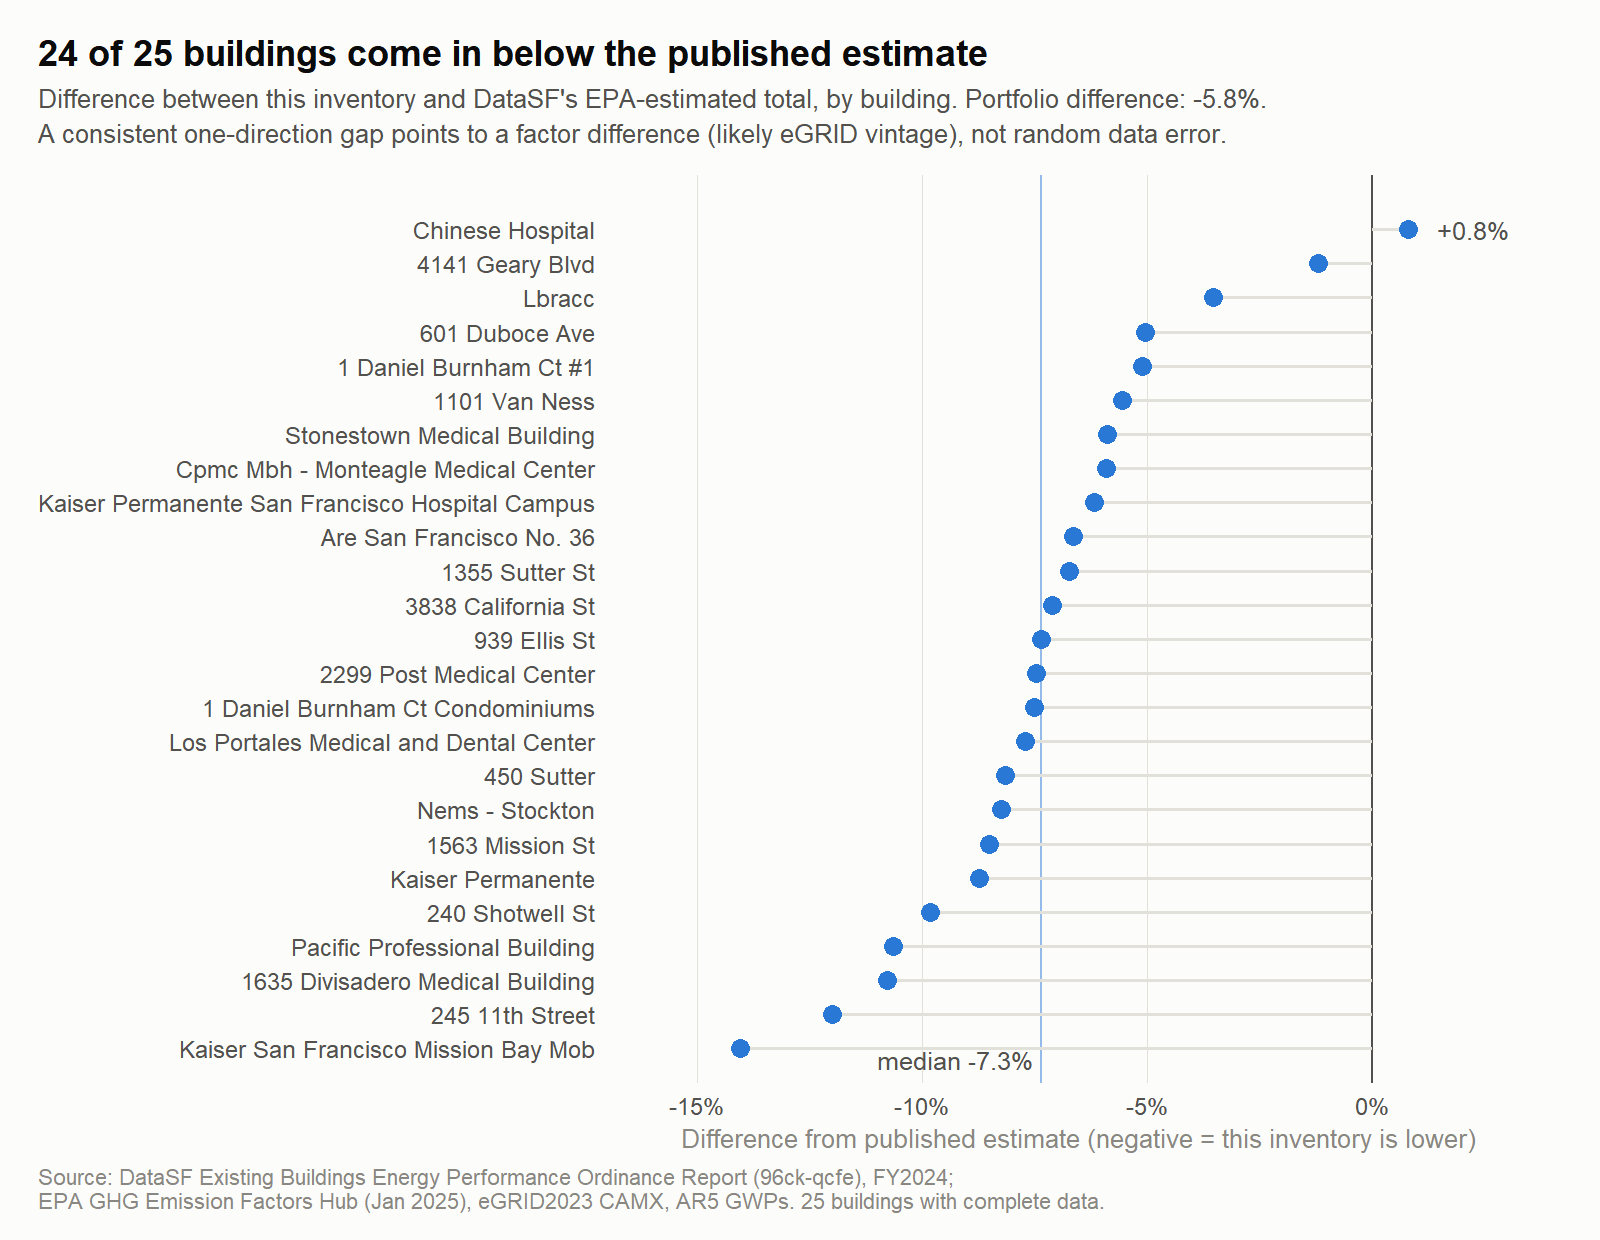 24 of 25 buildings come in below the published estimate
Difference between this inventory and DataSF's EPA-estimated total, by building. Portfolio difference: -5.8%.
A consistent one-direction gap points to a factor difference (likely eGRID vintage), not random data error.
Chinese Hospital
+0.8%
4141 Geary Blvd
Lbracc
601 Duboce Ave
1 Daniel Burnham Ct #1
1101 Van Ness
Stonestown Medical Building
Cpmc Mbh - Monteagle Medical Center
Kaiser Permanente San Francisco Hospital Campus
Are San Francisco No. 36
1355 Sutter St
3838 California St
939 Ellis St
2299 Post Medical Center
1 Daniel Burnham Ct Condominiums
Los Portales Medical and Dental Center
450 Sutter
Nems - Stockton
1563 Mission St
Kaiser Permanente
240 Shotwell St
Pacific Professional Building
1635 Divisadero Medical Building
245 11th Street
Kaiser San Francisco Mission Bay Mob
median -7.3%
-15% -10% -5% 0%
Difference from published estimate (negative = this inventory is lower)
Source: DataSF Existing Buildings Energy Performance Ordinance Report (96ck-qcfe), FY2024;
EPA GHG Emission Factors Hub (Jan 2025), eGRID2023 CAMX, AR5 GWPs. 25 buildings with complete data.